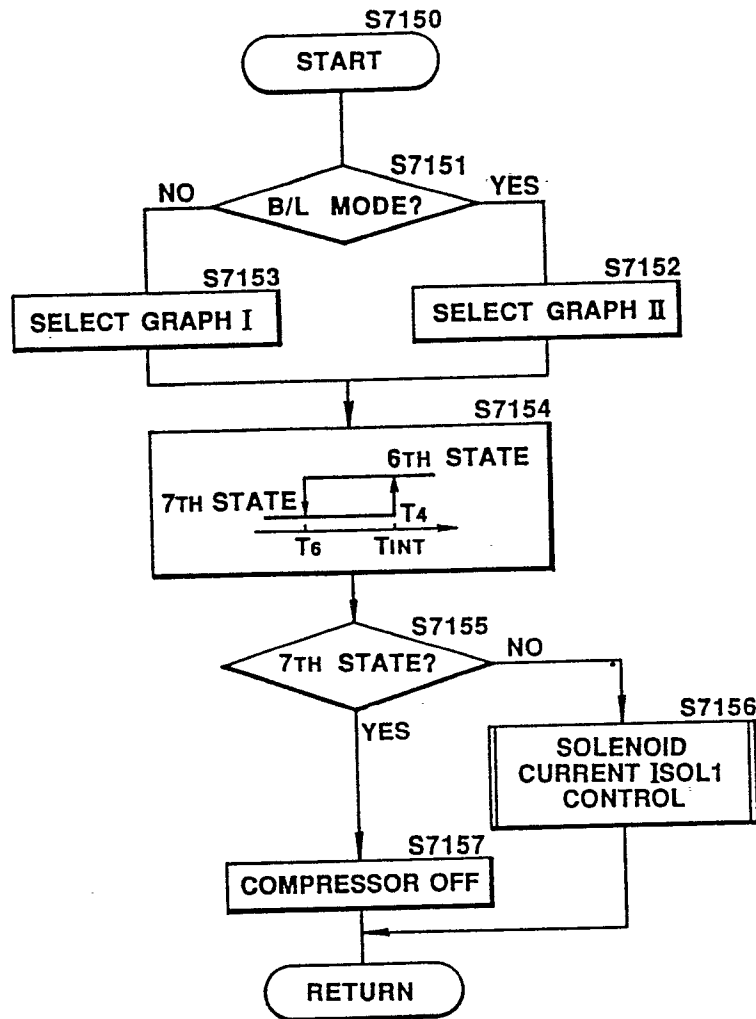 S7150
START
S7151
NO
B/L MODE?
YES
S7153
SELECT GRAPH I
S7152
SELECT GRAPH II
S7154
6TH STATE
7TH STATE
T4
T6
TINT
S7155
7TH STATE?
NO
YES
S7156
SOLENOID
CURRENT ISOL1
CONTROL
S7157
COMPRESSOR OFF
RETURN